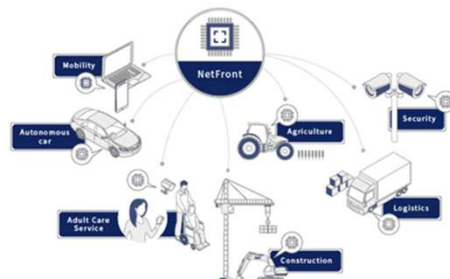 NetFront
Mobility
Autonomous
car
Agriculture
Security
Adult Care
Service
Logistics
Construction